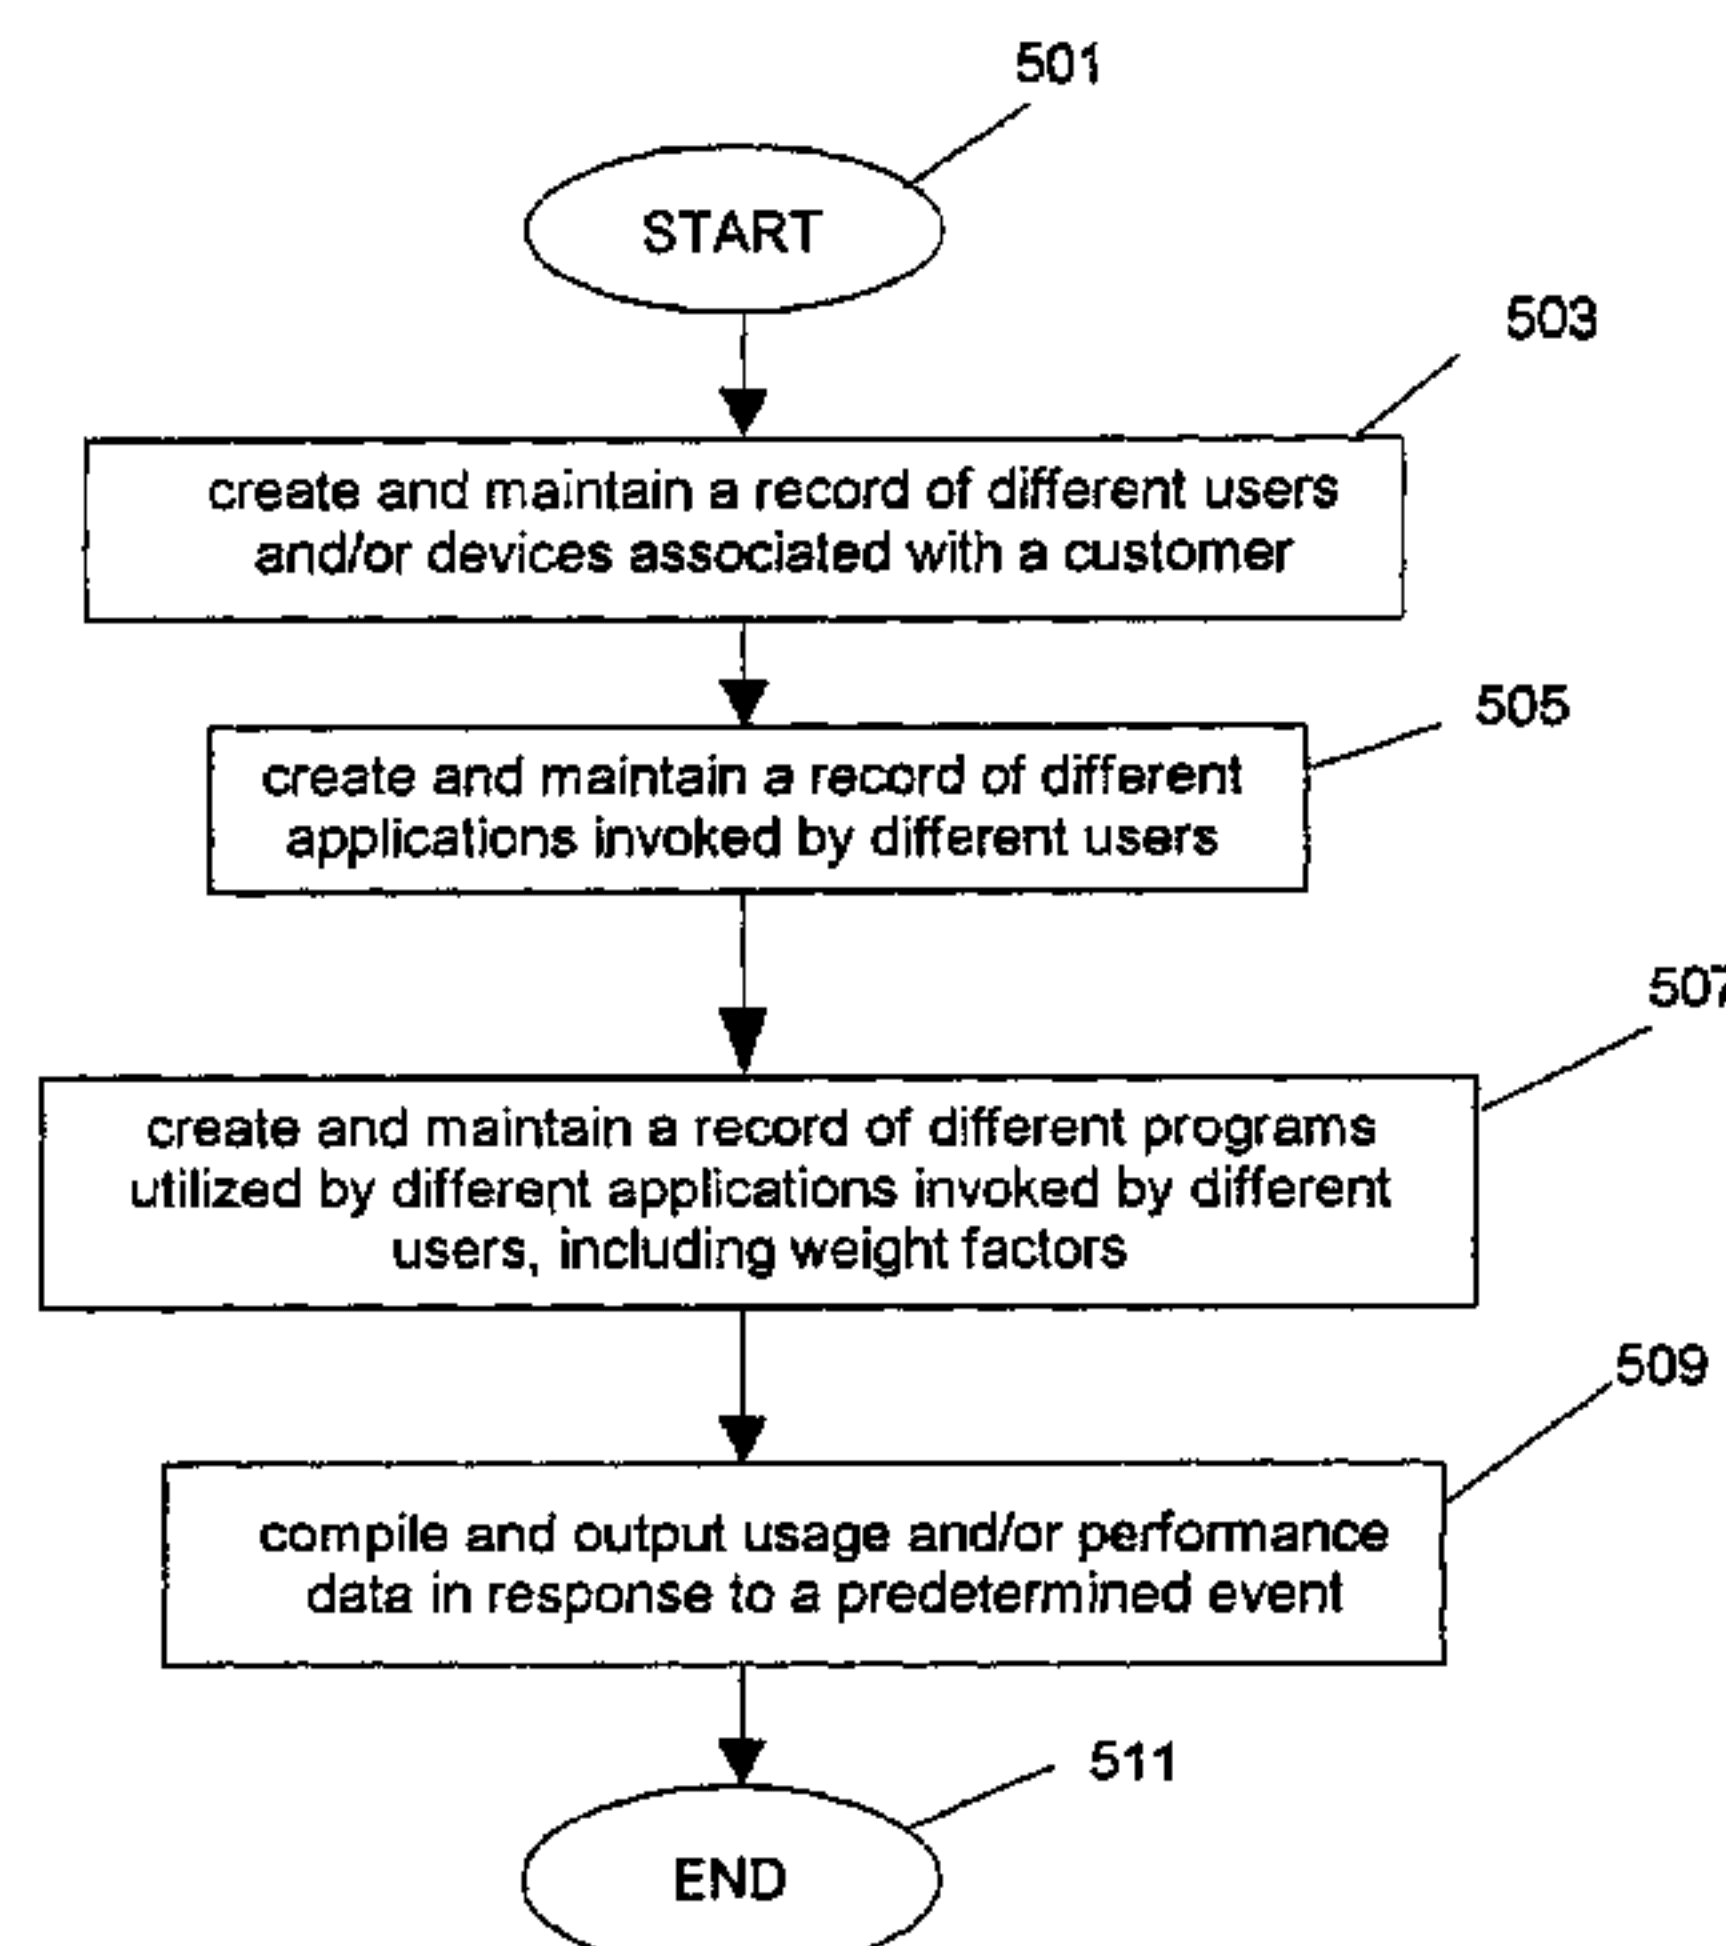 501
START
503
create and maintain a record of different users
and/or devices associated with a customer
505
create and maintain a record of different
applications invoked by different users
507
create and maintain a record of different programs
utilized by different applications invoked by different
users, including weight factors
509
compile and output usage and/or performance
data in response to a predetermined event
511
END